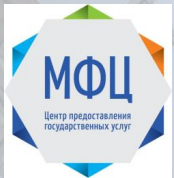 МФЦ
Центр предоставления
государственных услуг